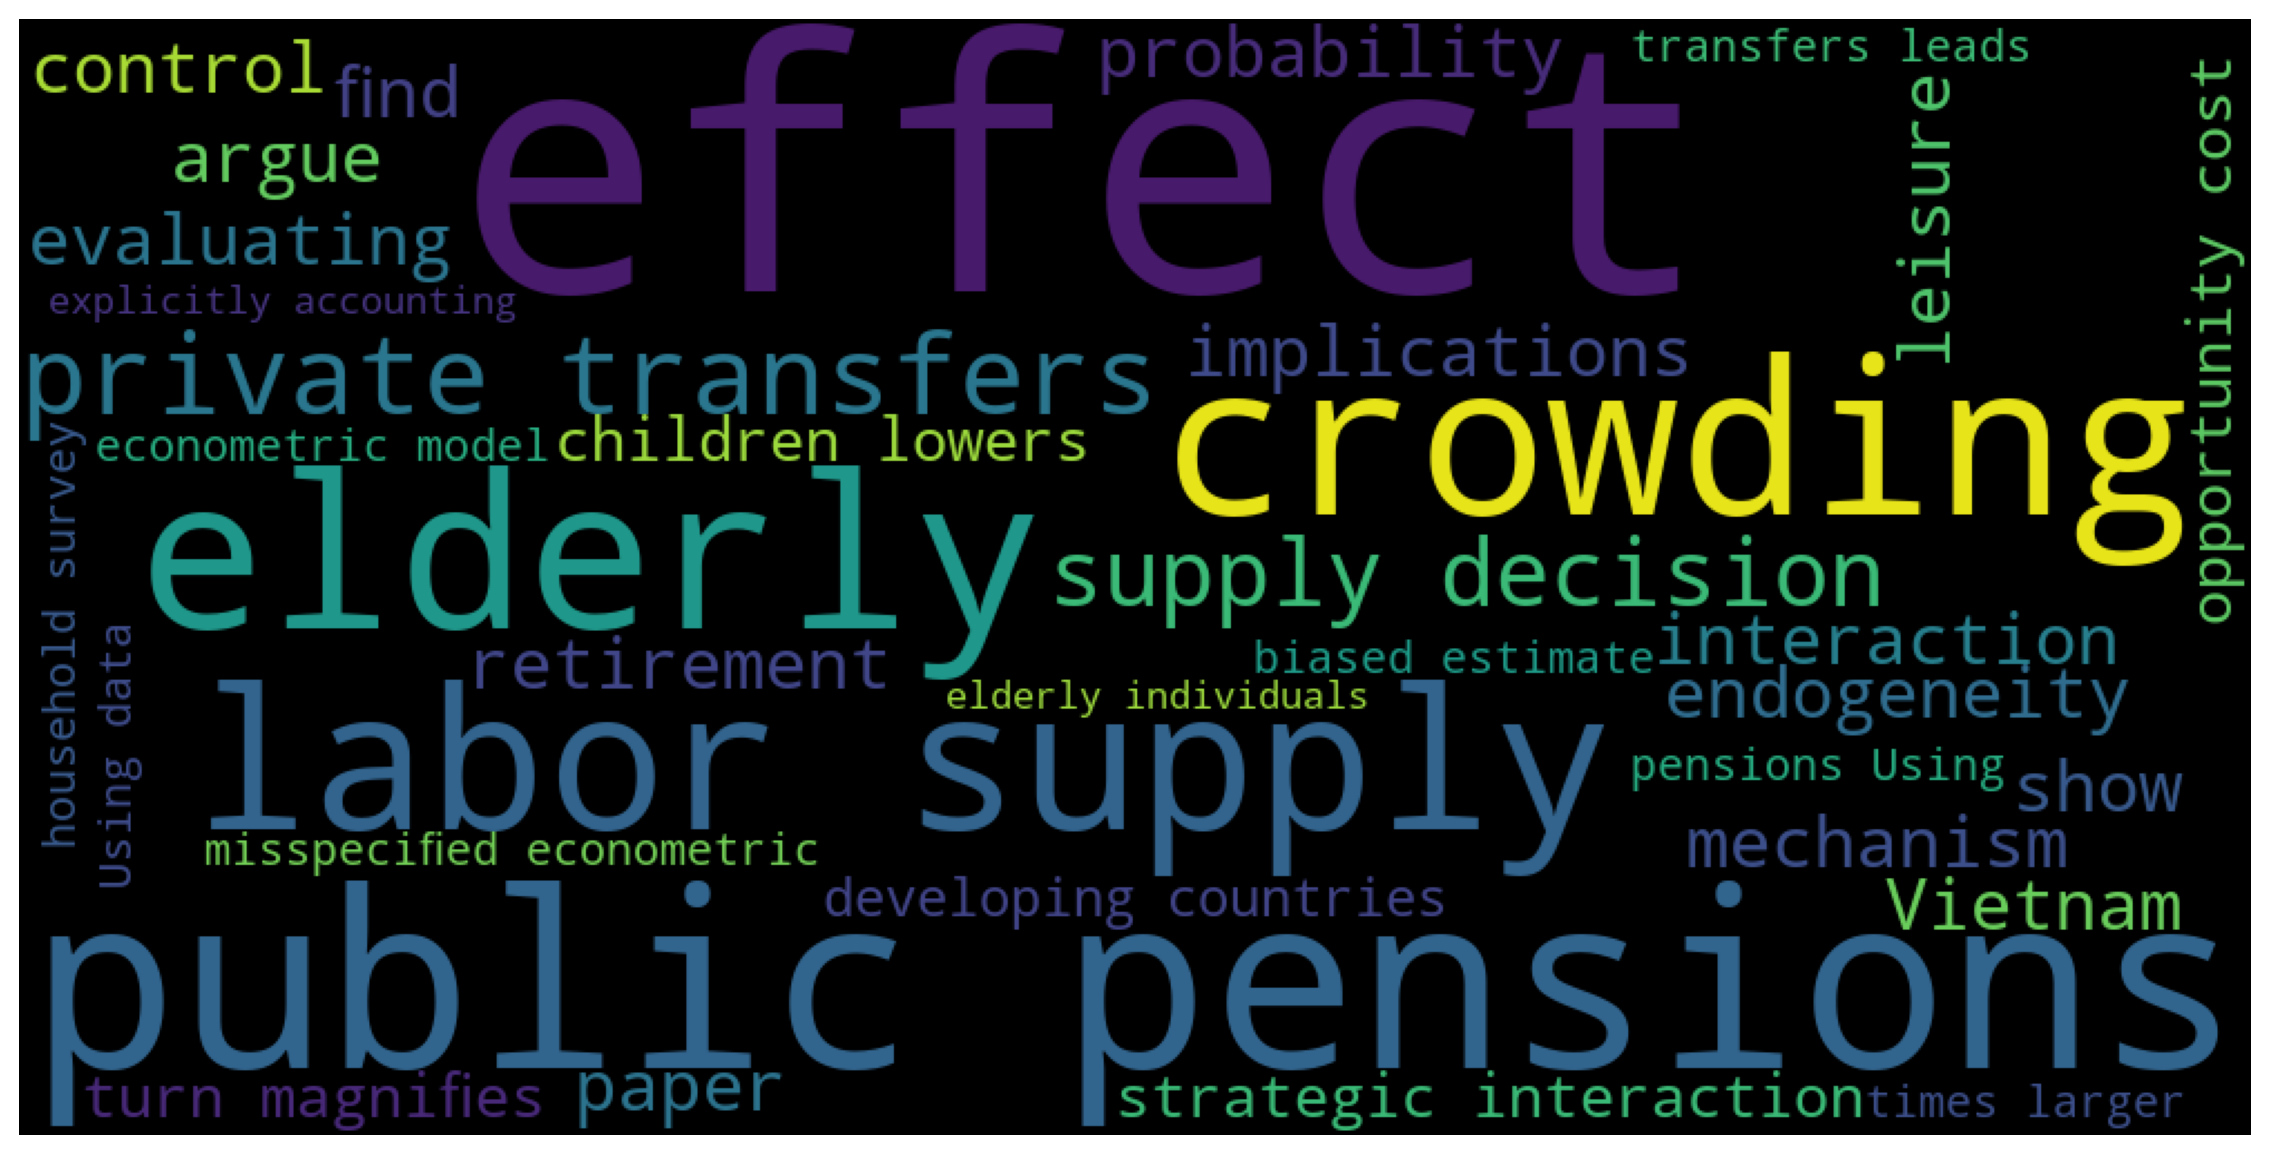 effect
control
find
probability
transfers leads
argue
leisure
opportunity cost
evaluating
explicitly accounting
private transfers
implications
crowding
econometric model
children lowers
household survey
elderly
supply decision
retirement
biased estimate
interaction
Using data
elderly individuals
endogeneity
labor supply
pensions Using
show
misspecified econometric
mechanism
developing countries
Vietnam
public pensions
turn magnifies
paper
strategic interaction
times larger